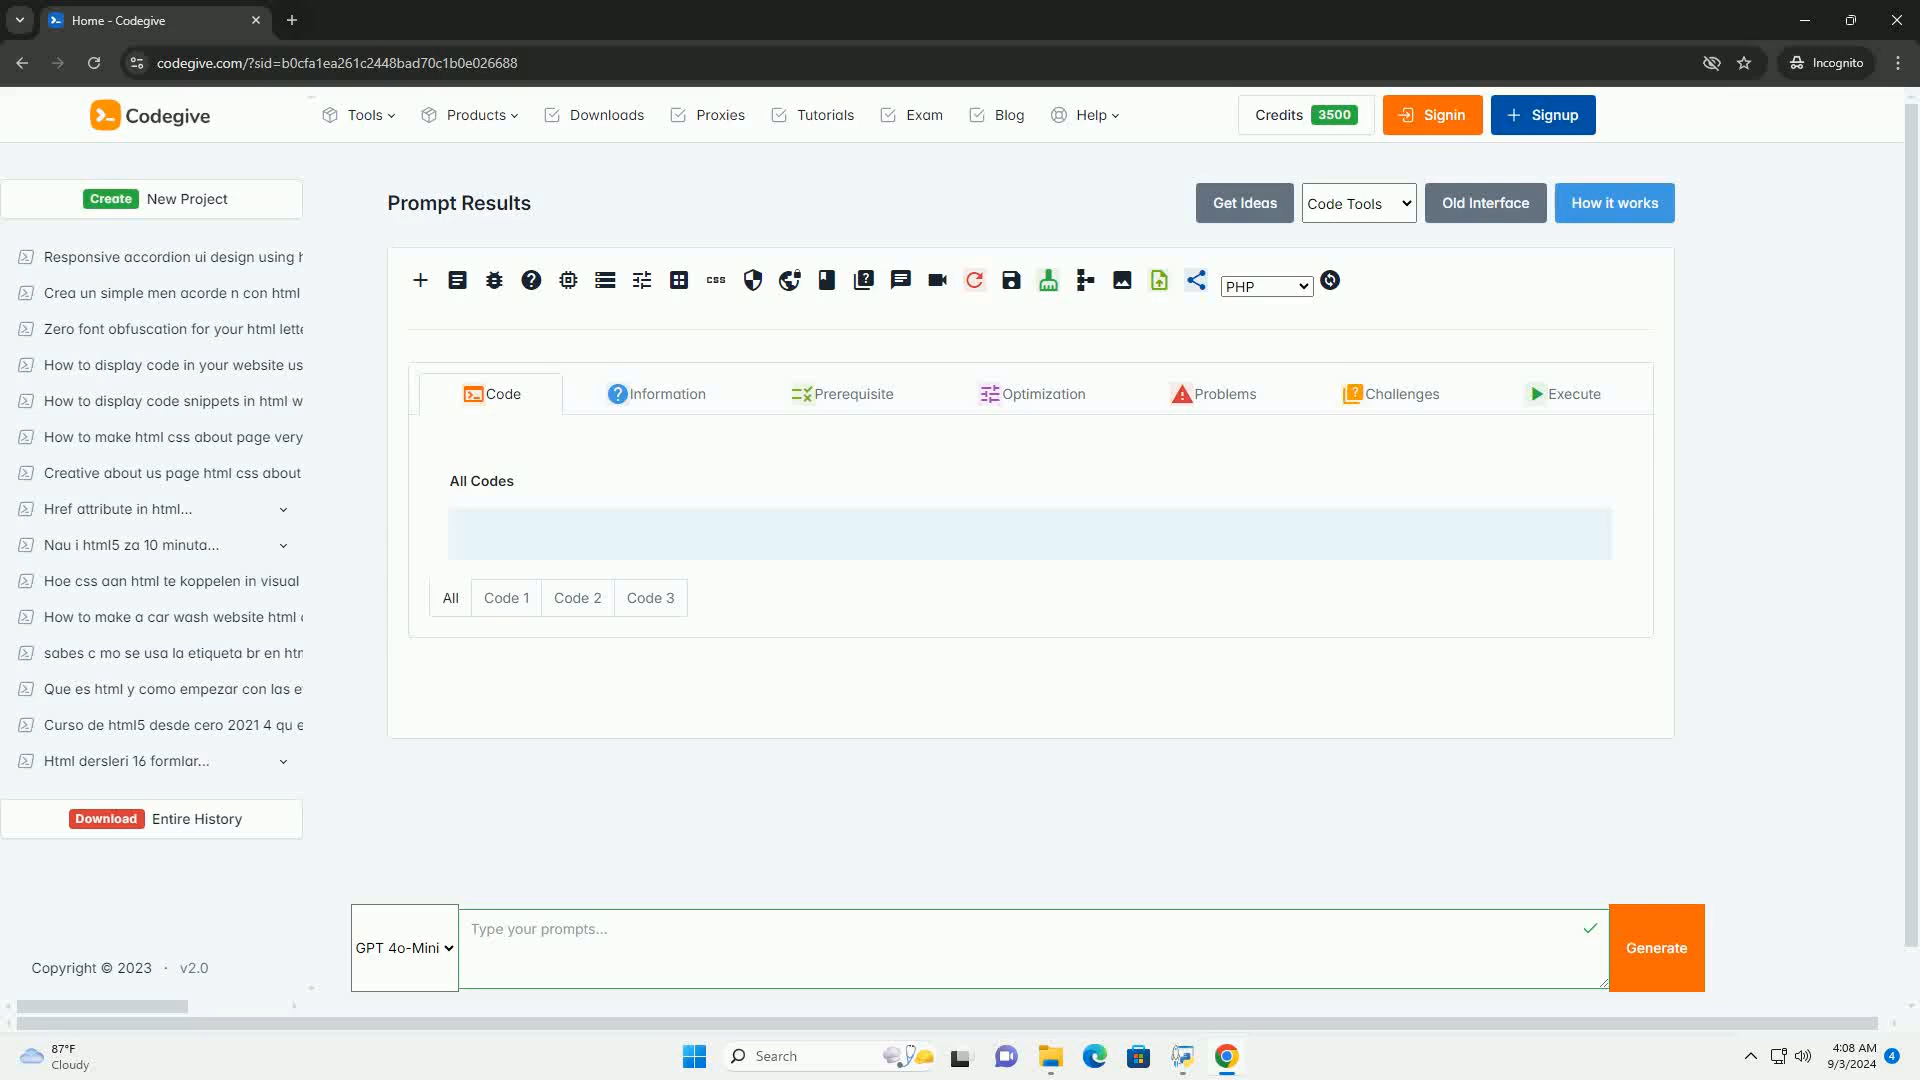 Home - Codegive
codegive.com/?sid=b0cfa1ea261c2448bad70c1b0e026688
Incognito
Codegive
Tools
Products
Downloads
Proxies
Tutorials
Exam
Blog
Help
Credits 3500
Signin
Signup
Create New Project
Responsive accordion ui design using h
Crea un simple men acorde n con html
Zero font obfuscation for your html lette
How to display code in your website us
How to display code snippets in html w
How to make html css about page very
Creative about us page html css about
Href attribute in html...
Nau i html5 za 10 minuta...
Hoe css aan html te koppelen in visual
How to make a car wash website html
sabes c mo se usa la etiqueta br en htm
Que es html y como empezar con las e
Curso de html5 desde cero 2021 4 qu e
Html dersleri 16 formlar...
Download Entire History
Copyright © 2023 · v2.0
Prompt Results
Get Ideas
Code Tools
Old Interface
How it works
css
PHP
Code
Information
Prerequisite
Optimization
Problems
Challenges
Execute
All Codes
All
Code 1
Code 2
Code 3
GPT 4o-Mini
Type your prompts...
Generate
87°F
Cloudy
Search
4:08 AM
9/3/2024
4